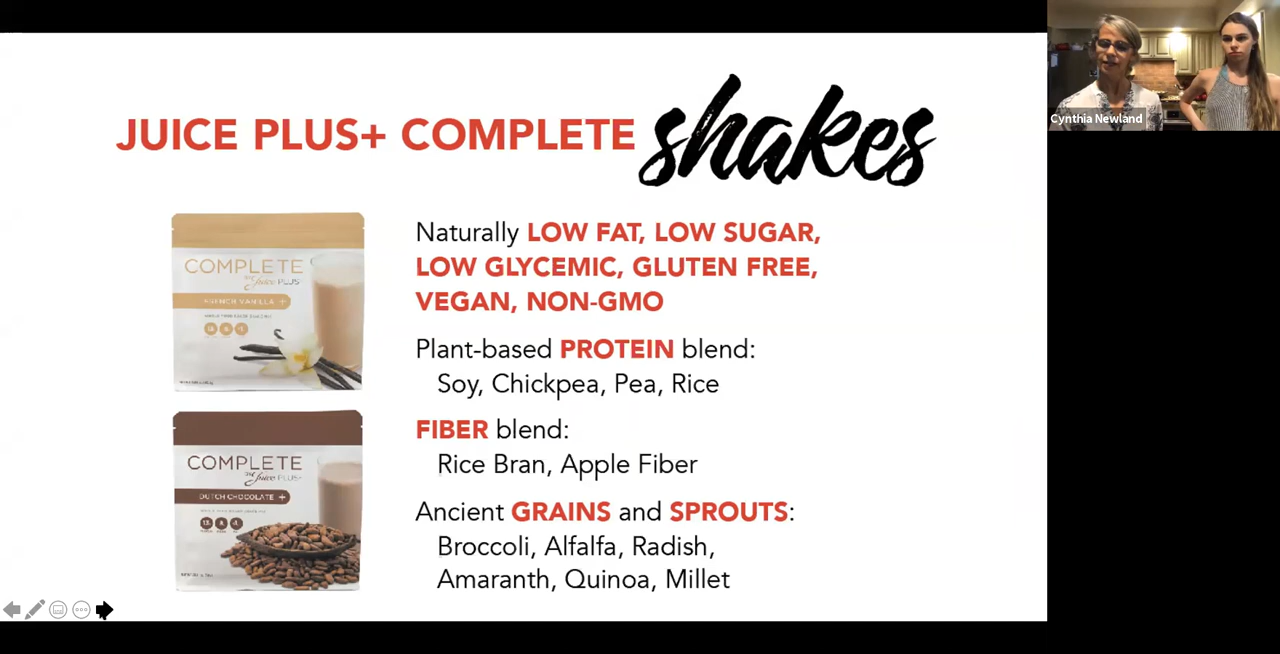 JUICE PLUS+ COMPLETE shakes
Cynthia Newland
Naturally LOW FAT, LOW SUGAR,
LOW GLYCEMIC, GLUTEN FREE,
VEGAN, NON-GMO
Plant-based PROTEIN blend:
Soy, Chickpea, Pea, Rice
FIBER blend:
Rice Bran, Apple Fiber
Ancient GRAINS and SPROUTS:
Broccoli, Alfalfa, Radish,
Amaranth, Quinoa, Millet
COMPLETE
Juice PLUS+
FRENCH VANILLA +
COMPLETE
Juice PLUS+
DUTCH CHOCOLATE +
13